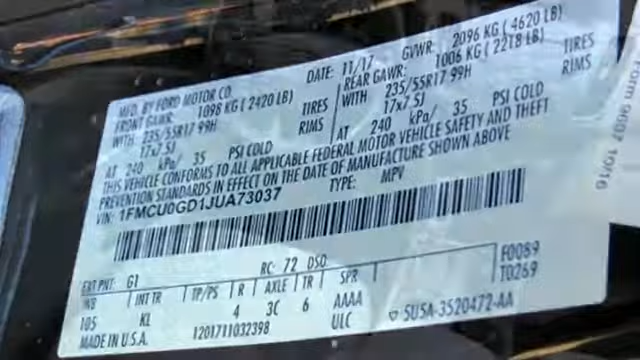 MFD. BY FORD MOTOR CO. DATE: 11/17 GVWR: 2096 KG ( 4620 LB)
FRONT GAWR: 1098 KG ( 2420 LB) REAR GAWR: 1006 KG ( 2218 LB)
WITH 235/55R17 99H TIRES WITH 235/55R17 99H TIRES
17x7.5J RIMS 17x7.5J RIMS
AT 240 kPa/ 35 PSI COLD AT 240 kPa/ 35 PSI COLD
THIS VEHICLE CONFORMS TO ALL APPLICABLE FEDERAL MOTOR VEHICLE SAFETY AND THEFT
PREVENTION STANDARDS IN EFFECT ON THE DATE OF MANUFACTURE SHOWN ABOVE
VIN: 1FMCU0GD1JUA73037 TYPE: MPV
EXT PNT: G1 RC: 72 DSO F0089
WB INT TR TP/PS R AXLE TR SPR T0269
105 KL 4 3C 6 AAAA
MADE IN U.S.A. 1201711032398 ULC 5U5A-3520472-AA
Form 9607 10/16